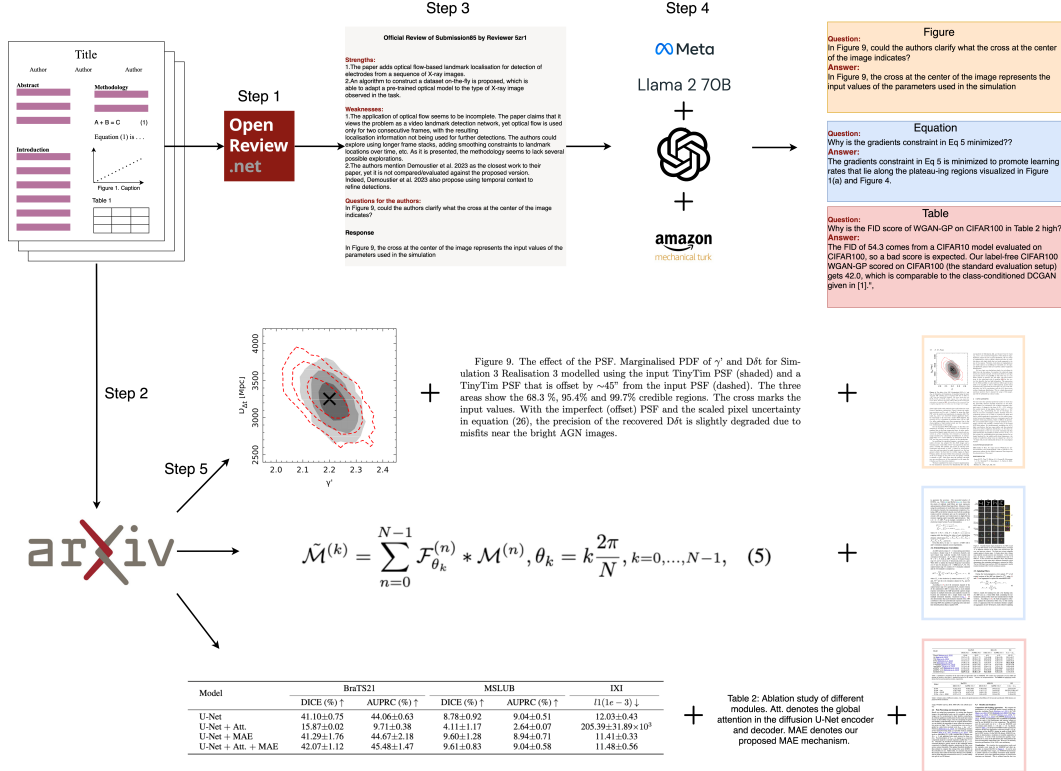 Step 3
Step 4
Title
Author Author Author
Abstract
Methodology
A + B = C (1)
Equation (1) is . . .
Introduction
Figure 1. Caption
Table 1
Step 1
Open
Review
.net
Official Review of Submission85 by Reviewer 5zr1
Strengths:
1.The paper adds optical flow-based landmark localisation for detection of
electrodes from a sequence of X-ray images.
2.An algorithm to construct a dataset on-the-fly is proposed, which is
able to adapt a pre-trained optical model to the type of X-ray image
observed in the task.
Weaknesses:
1.The application of optical flow seems to be incomplete. The paper claims that it
views the problem as a video landmark detection network, yet optical flow is used
only for two consecutive frames, with the resulting
localisation information not being used for further detections. The authors could
explore using longer frame stacks, adding smoothing constraints to landmark
locations over time, etc. As it is presented, the methodology seems to lack several
possible explorations.
2.The authors mention Demoustier et al. 2023 as the closest work to their
paper, yet it is not compared/evaluated against the proposed version.
Indeed, Demoustier et al. 2023 also propose using temporal context to
refine detections.
Questions for the authors:
In Figure 9, could the authors clarify what the cross at the center of the image
indicates?
Response
In Figure 9, the cross at the center of the image represents the input values of the
parameters used in the simulation
Meta
Llama 2 70B
+
+
amazon
mechanical turk
Figure
Question:
In Figure 9, could the authors clarify what the cross at the center
of the image indicates?
Answer:
In Figure 9, the cross at the center of the image represents the
input values of the parameters used in the simulation
Equation
Question:
Why is the gradients constraint in Eq 5 minimized??
Answer:
The gradients constraint in Eq 5 is minimized to promote learning
rates that lie along the plateau-ing regions visualized in Figure
1(a) and Figure 4.
Table
Question:
Why is the FID score of WGAN-GP on CIFAR100 in Table 2 high?
Answer:
The FID of 54.3 comes from a CIFAR10 model evaluated on
CIFAR100, so a bad score is expected. Our label-free CIFAR100
WGAN-GP scored on CIFAR100 (the standard evaluation setup)
gets 42.0, which is comparable to the class-conditioned DCGAN
given in [1].",
Step 2
Step 5
arXiv
4000
3500
3000
2500
[Mpc]
2.0 2.1 2.2 2.3 2.4
γ'
+
Figure 9. The effect of the PSF. Marginalised PDF of γ' and Dδt for Sim-
ulation 3 Realisation 3 modelled using the input TinyTim PSF (shaded) and a
TinyTim PSF that is offset by ∼45” from the input PSF (dashed). The three
areas show the 68.3 %, 95.4% and 99.7% credible regions. The cross marks the
input values. With the imperfect (offset) PSF and the scaled pixel uncertainty
in equation (26), the precision of the recovered Dδt is slightly degraded due to
misfits near the bright AGN images.
+
M̃^(k) = ∑_{n=0}^{N−1} F_{θ_k}^{(n)} * M^(n), θ_k = k 2π/N, k=0,...,N−1, (5)
+
Model BraTS21 MSLUB IXI
DICE (%) ↑ AUPRC (%) ↑ DICE (%) ↑ AUPRC (%) ↑ l1(1e − 3) ↓
U-Net 41.10±0.75 44.06±0.63 8.78±0.92 9.04±0.51 12.03±0.43
U-Net + Att. 15.87±0.02 9.71±0.38 4.11±1.17 2.64±0.07 205.39±31.89×10³
U-Net + MAE 41.29±1.76 44.67±2.18 9.60±1.28 8.94±0.71 11.41±0.33
U-Net + Att. + MAE 42.07±1.12 45.48±1.47 9.61±0.83 9.04±0.58 11.48±0.56
+
Table 2: Ablation study of different
modules. Att. denotes the global
attention in the diffusion U-Net encoder
and decoder. MAE denotes our
proposed MAE mechanism.
+